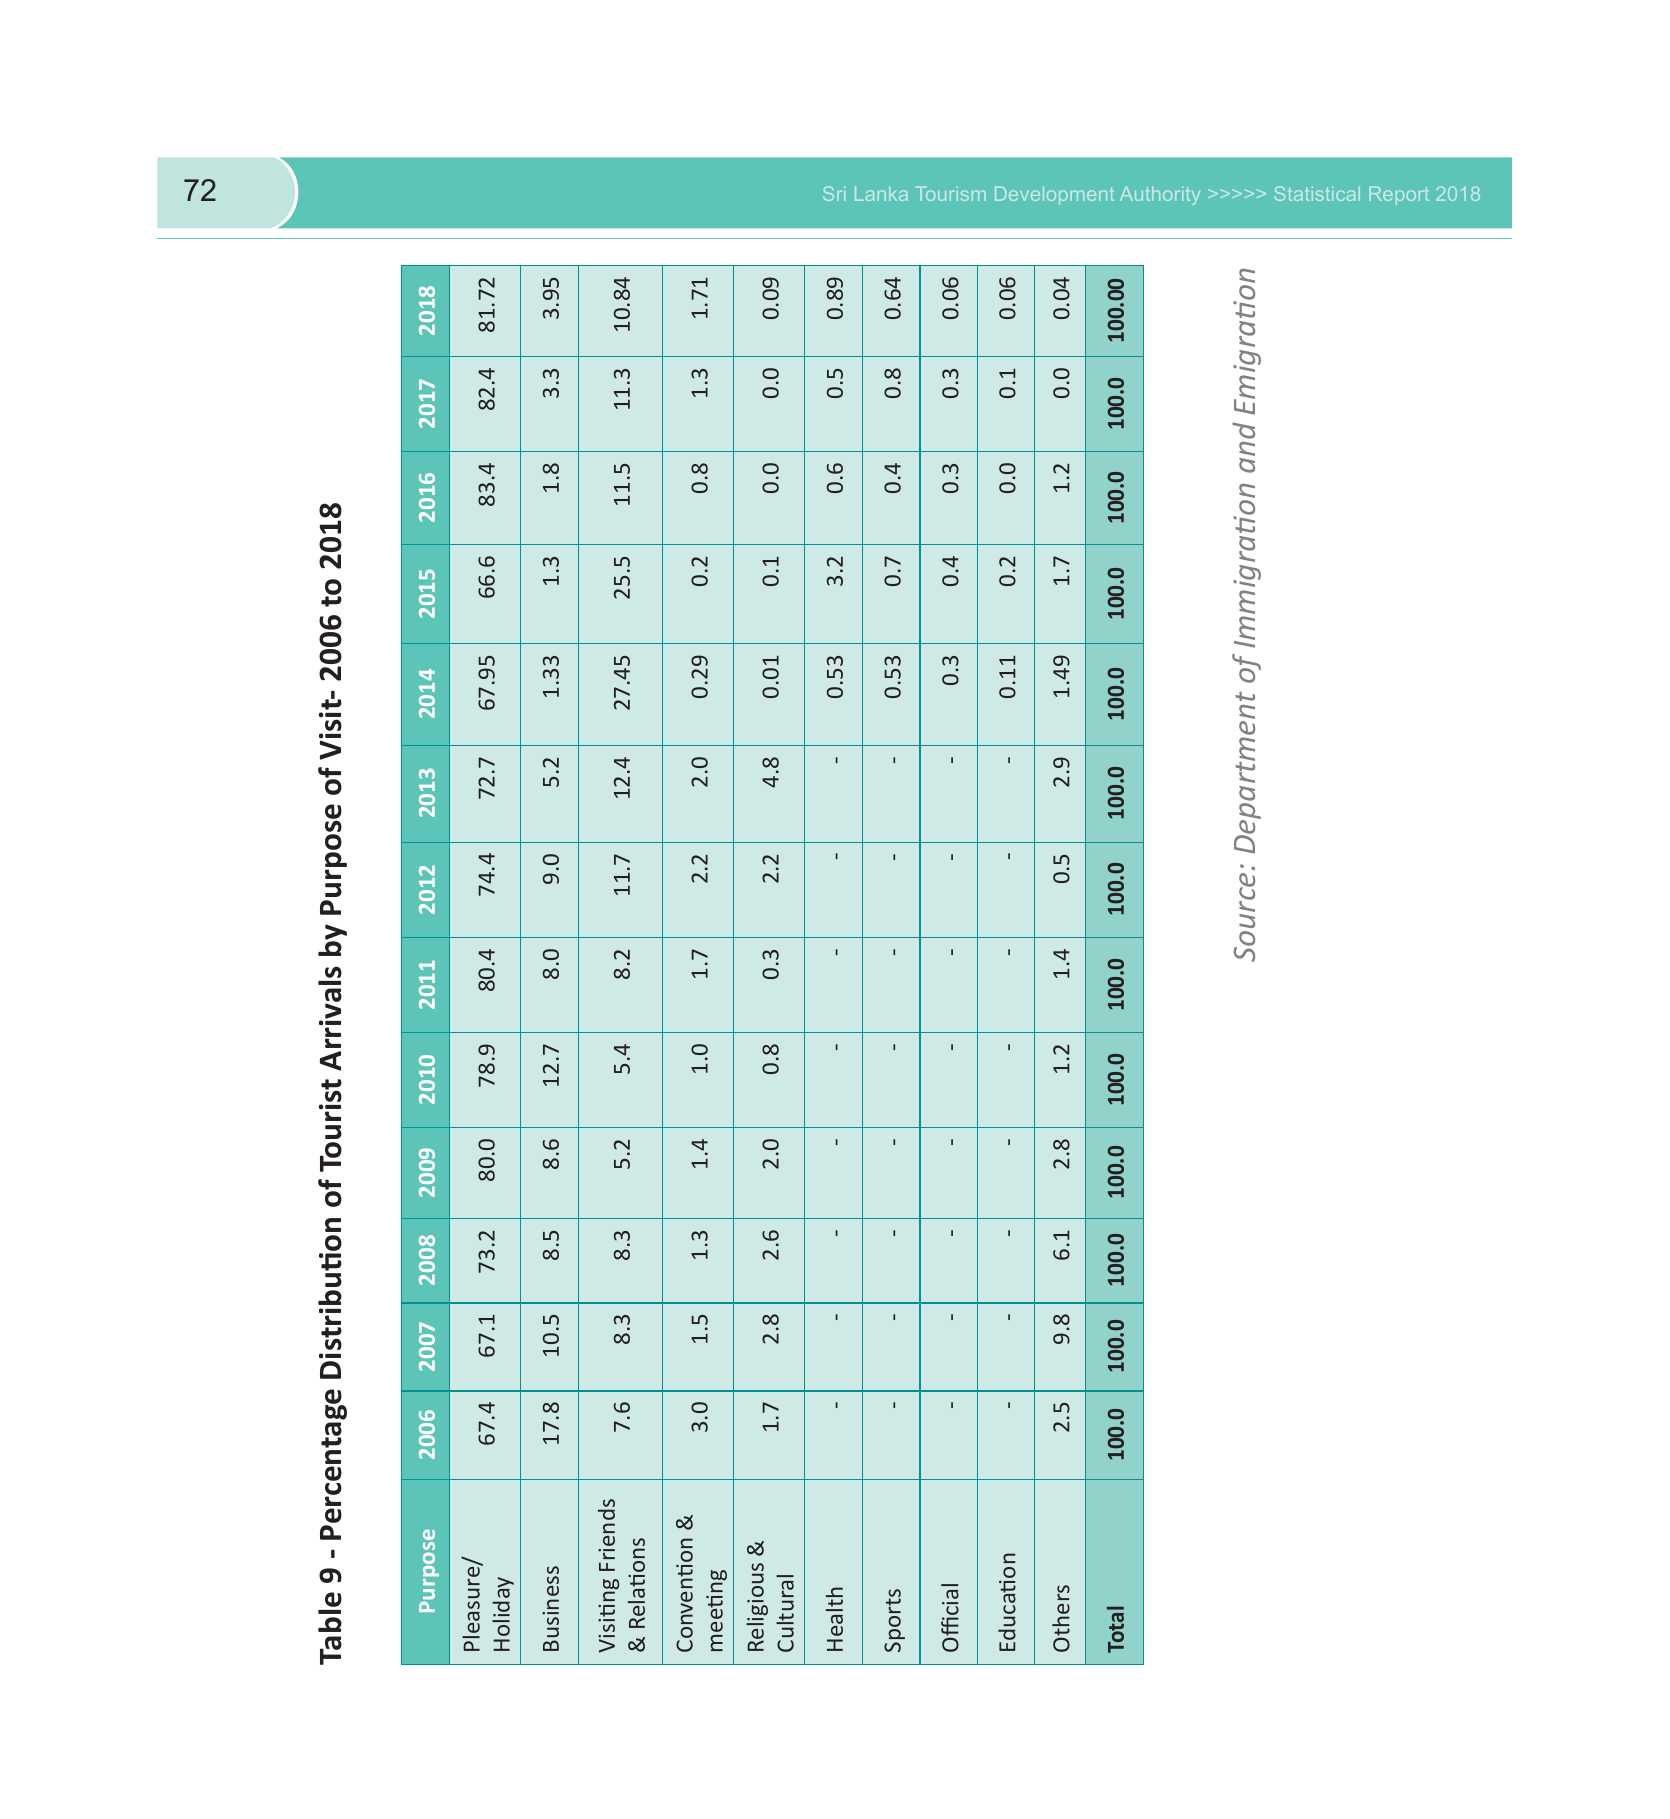 72
Sri Lanka Tourism Development Authority >>>>> Statistical Report 2018
Table 9 - Percentage Distribution of Tourist Arrivals by Purpose of Visit- 2006 to 2018
Purpose 2006 2007 2008 2009 2010 2011 2012 2013 2014 2015 2016 2017 2018
Pleasure/
Holiday 67.4 67.1 73.2 80.0 78.9 80.4 74.4 72.7 67.95 66.6 83.4 82.4 81.72
Business 17.8 10.5 8.5 8.6 12.7 8.0 9.0 5.2 1.33 1.3 1.8 3.3 3.95
Visiting Friends
& Relations 7.6 8.3 8.3 5.2 5.4 8.2 11.7 12.4 27.45 25.5 11.5 11.3 10.84
Convention &
meeting 3.0 1.5 1.3 1.4 1.0 1.7 2.2 2.0 0.29 0.2 0.8 1.3 1.71
Religious &
Cultural 1.7 2.8 2.6 2.0 0.8 0.3 2.2 4.8 0.01 0.1 0.0 0.0 0.09
Health - - - - - - - - 0.53 3.2 0.6 0.5 0.89
Sports - - - - - - - - 0.53 0.7 0.4 0.8 0.64
Official - - - - - - - - 0.3 0.4 0.3 0.3 0.06
Education - - - - - - - - 0.11 0.2 0.0 0.1 0.06
Others 2.5 9.8 6.1 2.8 1.2 1.4 0.5 2.9 1.49 1.7 1.2 0.0 0.04
Total 100.0 100.0 100.0 100.0 100.0 100.0 100.0 100.0 100.0 100.0 100.0 100.0 100.00
Source: Department of Immigration and Emigration